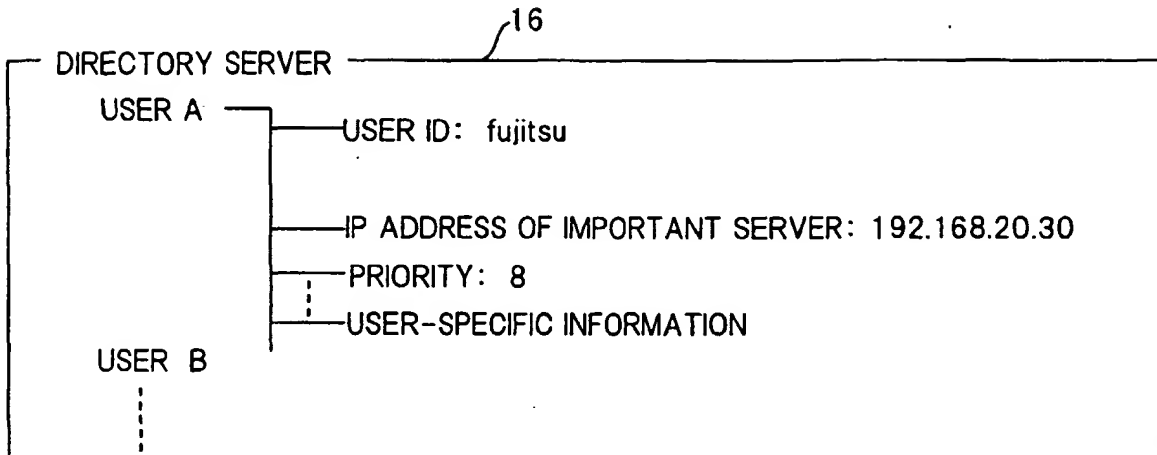 16
DIRECTORY SERVER
USER A
USER ID: fujitsu
IP ADDRESS OF IMPORTANT SERVER: 192.168.20.30
PRIORITY: 8
USER-SPECIFIC INFORMATION
USER B